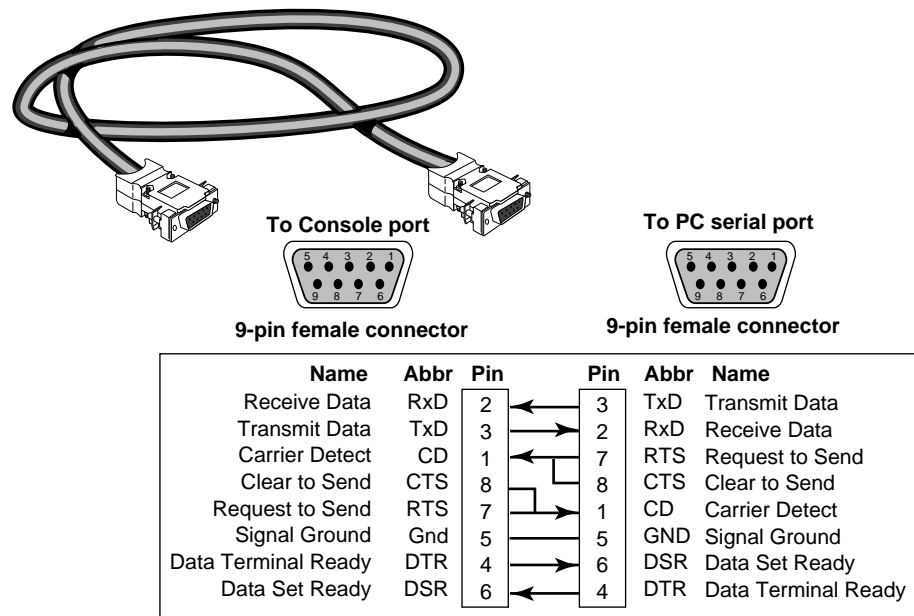 To Console port
To PC serial port
5 4 3 2 1
9 8 7 6
5 4 3 2 1
9 8 7 6
9-pin female connector
9-pin female connector
Name Abbr Pin Pin Abbr Name
Receive Data RxD 2 3 TxD Transmit Data
Transmit Data TxD 3 2 RxD Receive Data
Carrier Detect CD 1 7 RTS Request to Send
Clear to Send CTS 8 8 CTS Clear to Send
Request to Send RTS 7 1 CD Carrier Detect
Signal Ground Gnd 5 5 GND Signal Ground
Data Terminal Ready DTR 4 6 DSR Data Set Ready
Data Set Ready DSR 6 4 DTR Data Terminal Ready